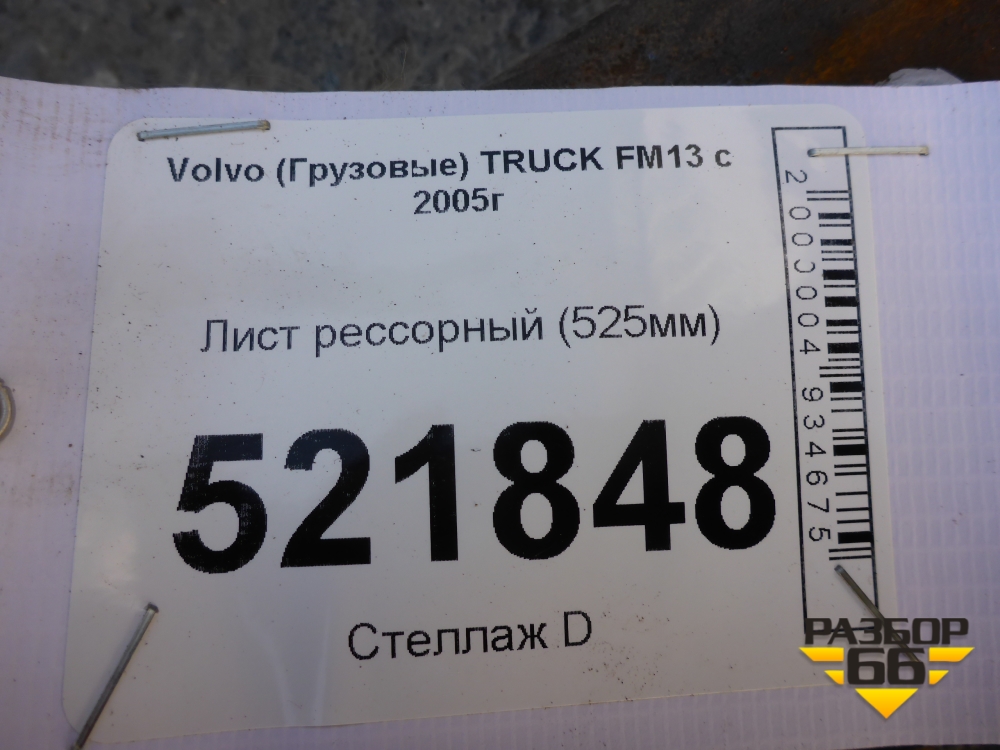 Volvo (Грузовые) TRUCK FM13 с
2005г
Лист рессорный (525мм)
521848
Стеллаж D
2000004934675
РАЗБОР
66